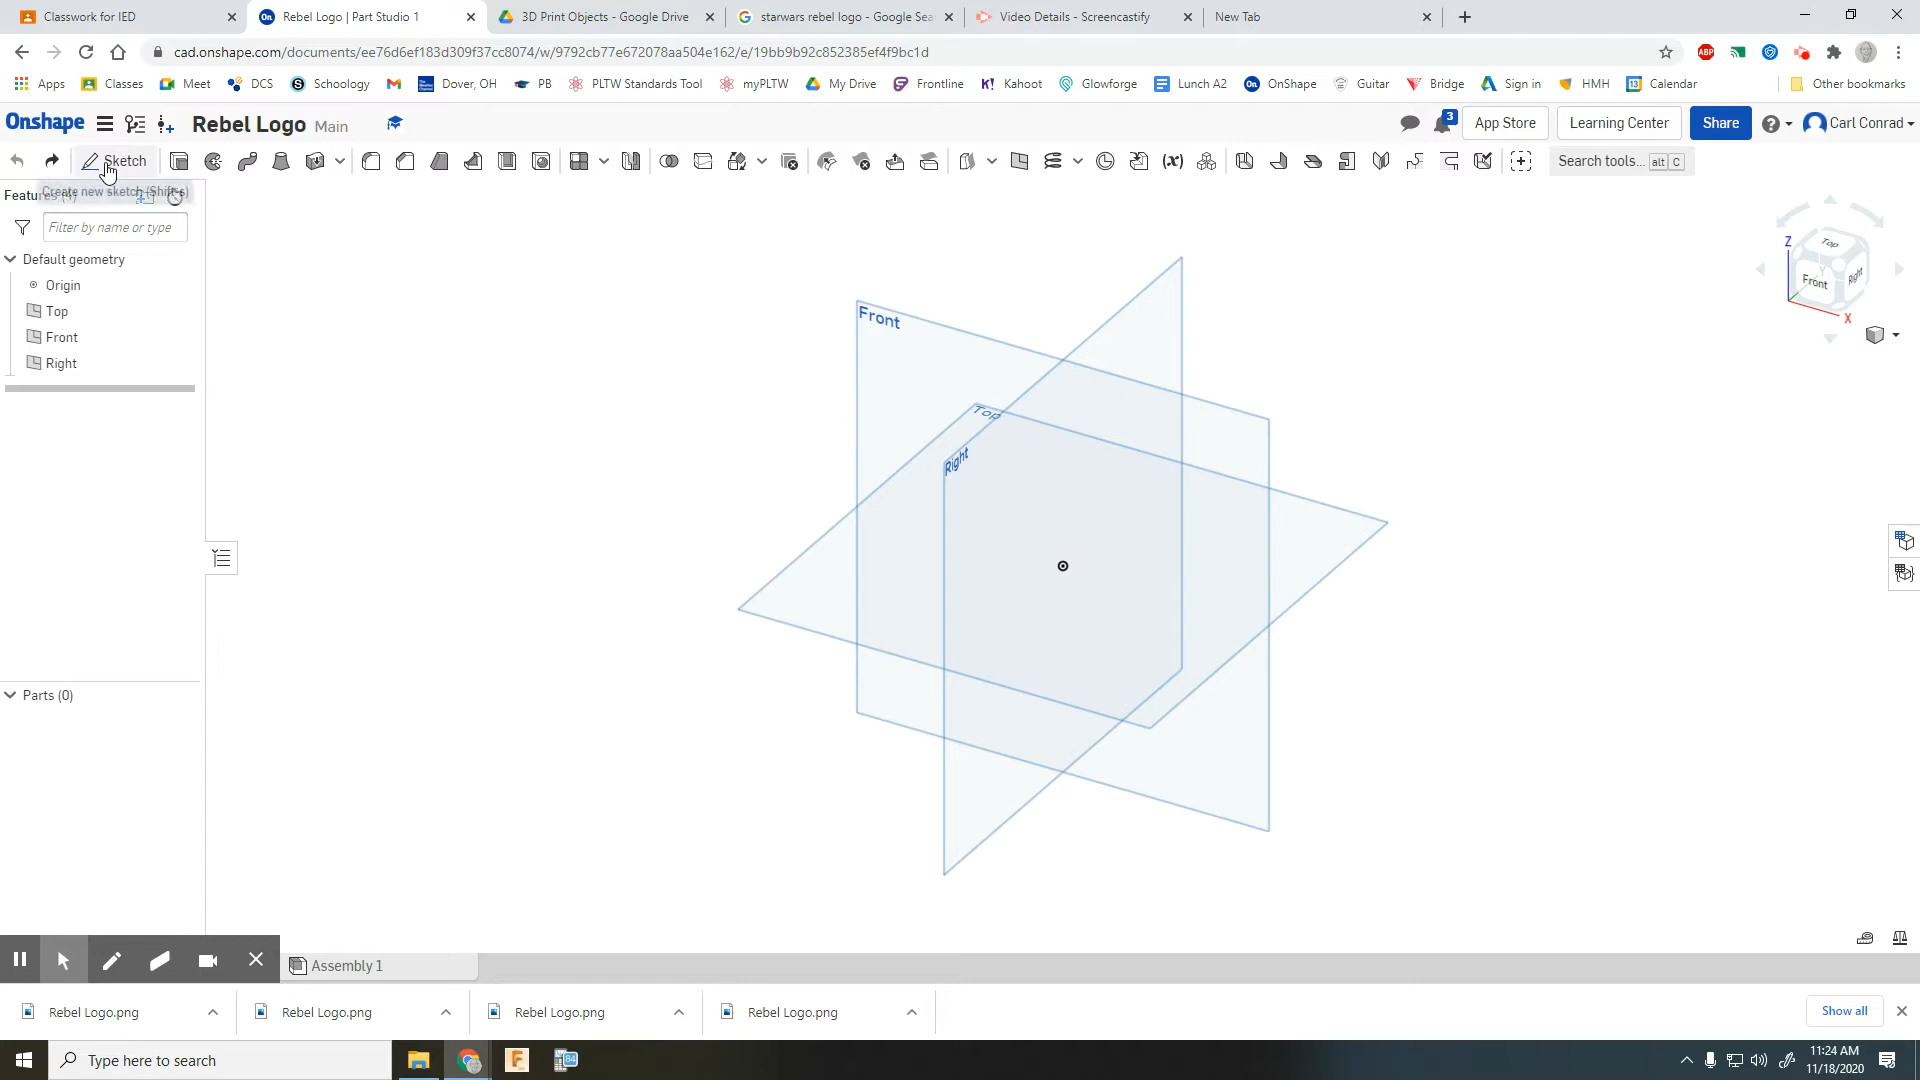 Classwork for IED
Rebel Logo | Part Studio 1
3D Print Objects - Google Drive
starwars rebel logo - Google Sea
Video Details - Screencastify
New Tab
cad.onshape.com/documents/ee76d6ef183d309f37cc8074/w/9792cb77e672078aa504e162/e/19bb9b92c852385ef4f9bc1d
ABP
Apps Classes Meet DCS Schoology Dover, OH PB PLTW Standards Tool myPLTW My Drive Frontline Kahoot Glowforge Lunch A2 OnShape Guitar Bridge Sign in HMH Calendar Other bookmarks
Onshape Rebel Logo Main 3 App Store Learning Center Share Carl Conrad
Sketch Search tools... alt C
Create new sketch (Shift-s)
Features (4)
Filter by name or type
Default geometry
Origin
Top
Front
Right
Front
Top
Right
Top
Front
Right
Z
Y
X
Parts (0)
Assembly 1
Rebel Logo.png Rebel Logo.png Rebel Logo.png Rebel Logo.png Show all
Type here to search
84
11:24 AM
11/18/2020